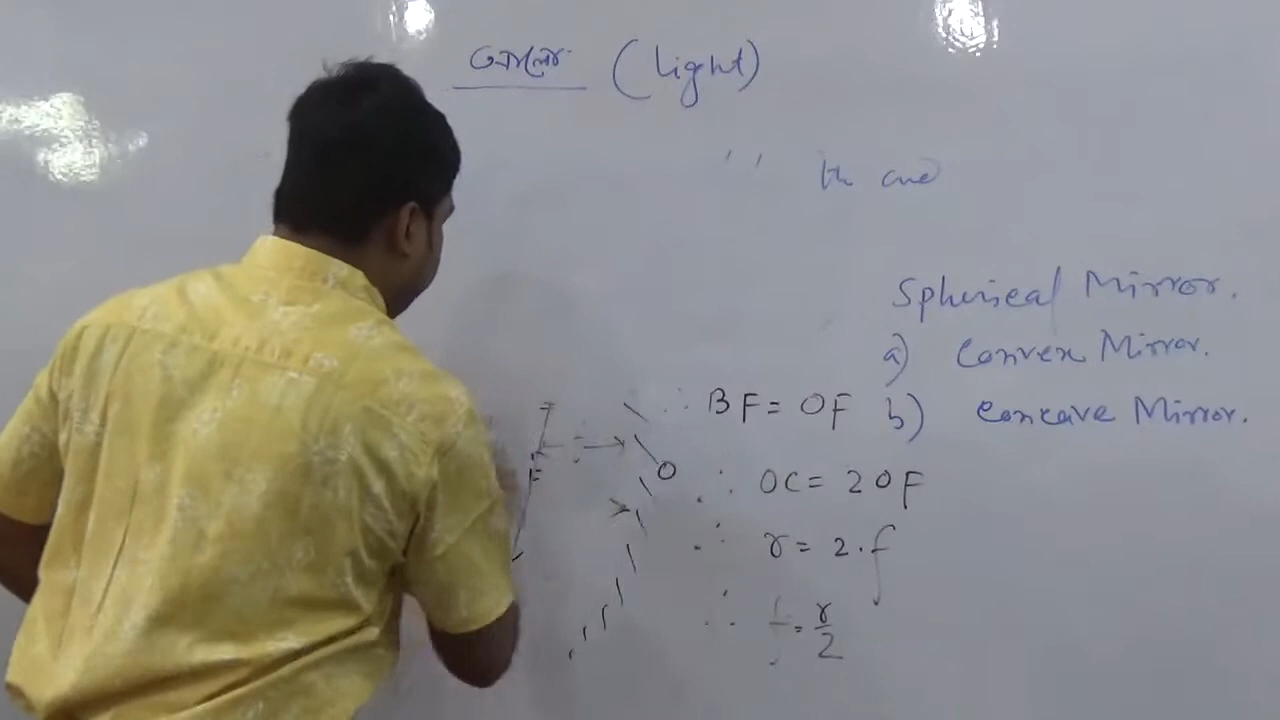 আলো (Light)
Spherical Mirror.
a) Convex Mirror.
b) Concave Mirror.
∴ BF = OF
F
O
∴ OC = 2OF
∴ r = 2.f
∴ f = r/2